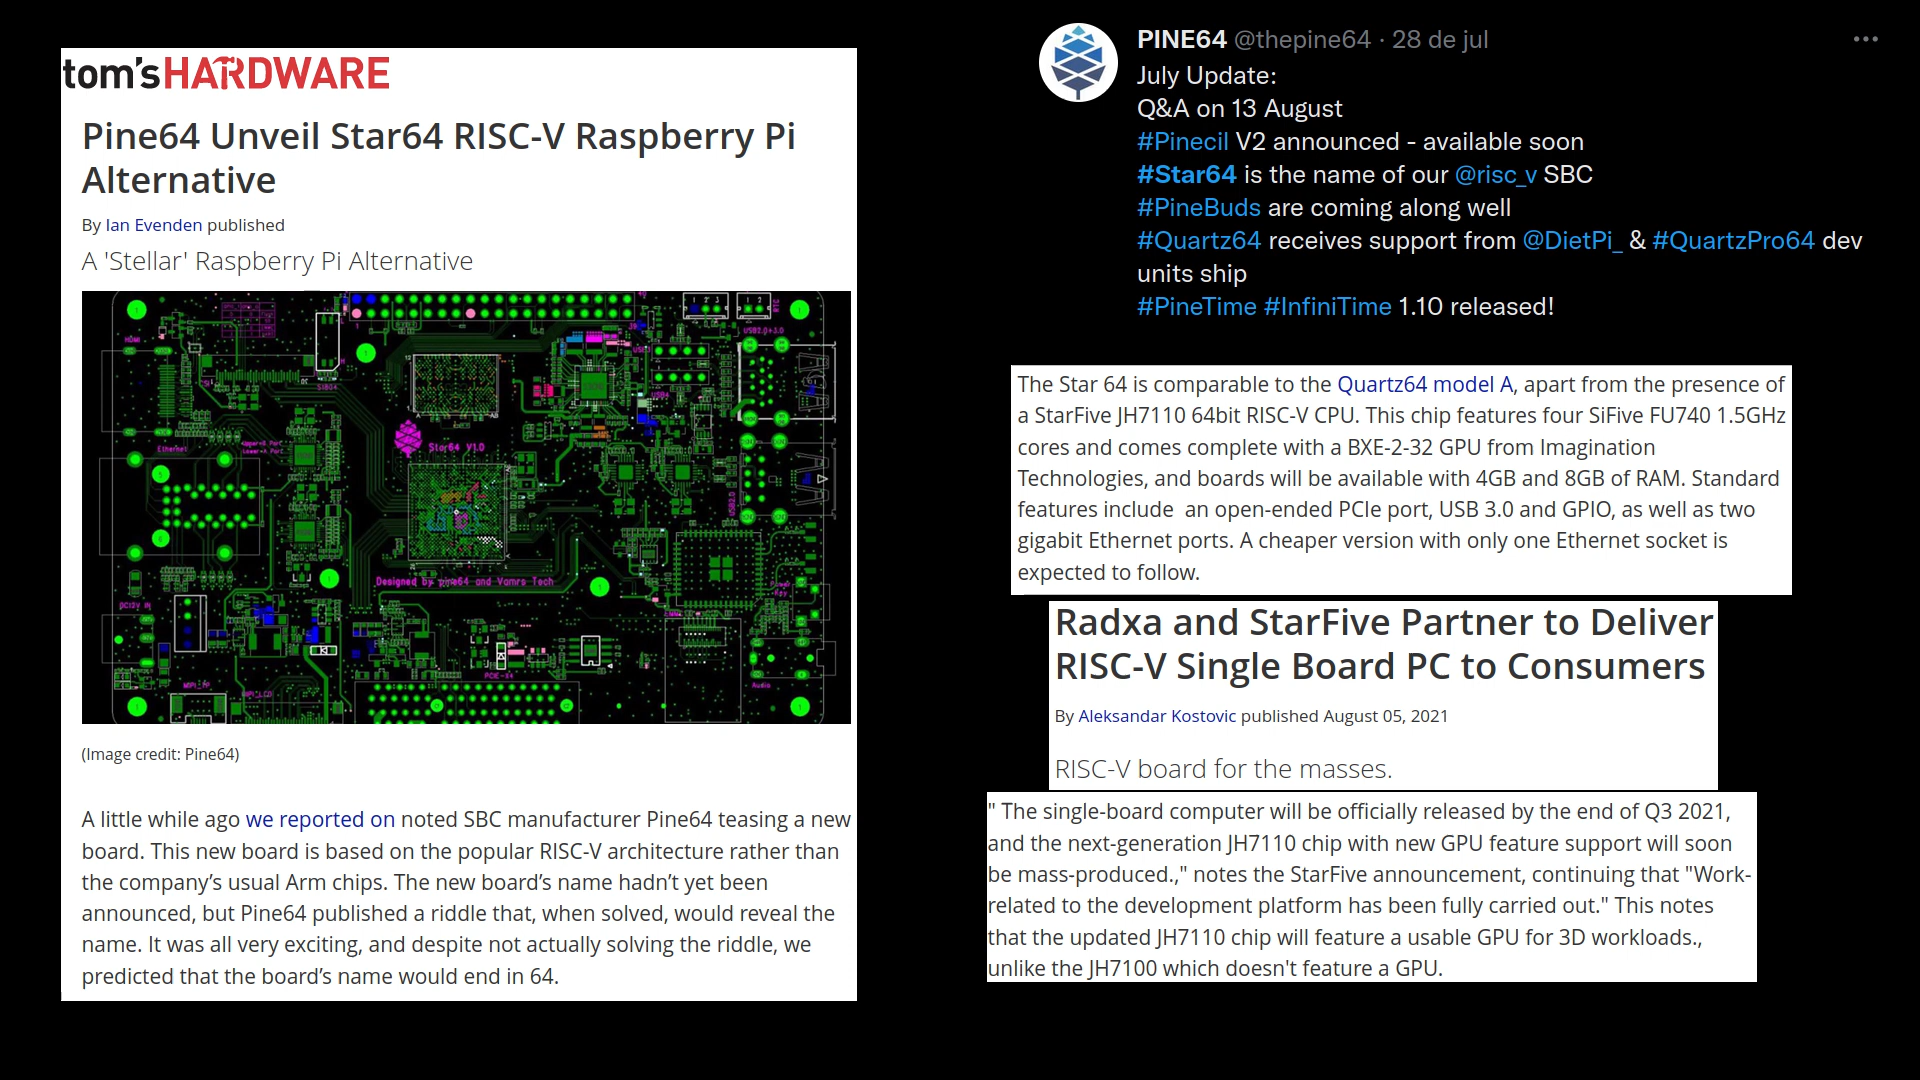 tom'sHARDWARE
Pine64 Unveil Star64 RISC-V Raspberry Pi
Alternative
By Ian Evenden published
A 'Stellar' Raspberry Pi Alternative
HDMI
USB2.0+3.0
Ethernet
Star64 V1.0
USB2.0
Designed by pine64 and Vamrs Tech
DC12V IN
PCIE-X4
Audio
(Image credit: Pine64)
A little while ago we reported on noted SBC manufacturer Pine64 teasing a new
board. This new board is based on the popular RISC-V architecture rather than
the company's usual Arm chips. The new board's name hadn't yet been
announced, but Pine64 published a riddle that, when solved, would reveal the
name. It was all very exciting, and despite not actually solving the riddle, we
predicted that the board's name would end in 64.
PINE64 @thepine64 · 28 de jul
July Update:
Q&A on 13 August
#Pinecil V2 announced - available soon
#Star64 is the name of our @risc_v SBC
#PineBuds are coming along well
#Quartz64 receives support from @DietPi_ & #QuartzPro64 dev
units ship
#PineTime #InfiniTime 1.10 released!
The Star 64 is comparable to the Quartz64 model A, apart from the presence of
a StarFive JH7110 64bit RISC-V CPU. This chip features four SiFive FU740 1.5GHz
cores and comes complete with a BXE-2-32 GPU from Imagination
Technologies, and boards will be available with 4GB and 8GB of RAM. Standard
features include an open-ended PCIe port, USB 3.0 and GPIO, as well as two
gigabit Ethernet ports. A cheaper version with only one Ethernet socket is
expected to follow.
Radxa and StarFive Partner to Deliver
RISC-V Single Board PC to Consumers
By Aleksandar Kostovic published August 05, 2021
RISC-V board for the masses.
" The single-board computer will be officially released by the end of Q3 2021,
and the next-generation JH7110 chip with new GPU feature support will soon
be mass-produced.," notes the StarFive announcement, continuing that "Work-
related to the development platform has been fully carried out." This notes
that the updated JH7110 chip will feature a usable GPU for 3D workloads.,
unlike the JH7100 which doesn't feature a GPU.